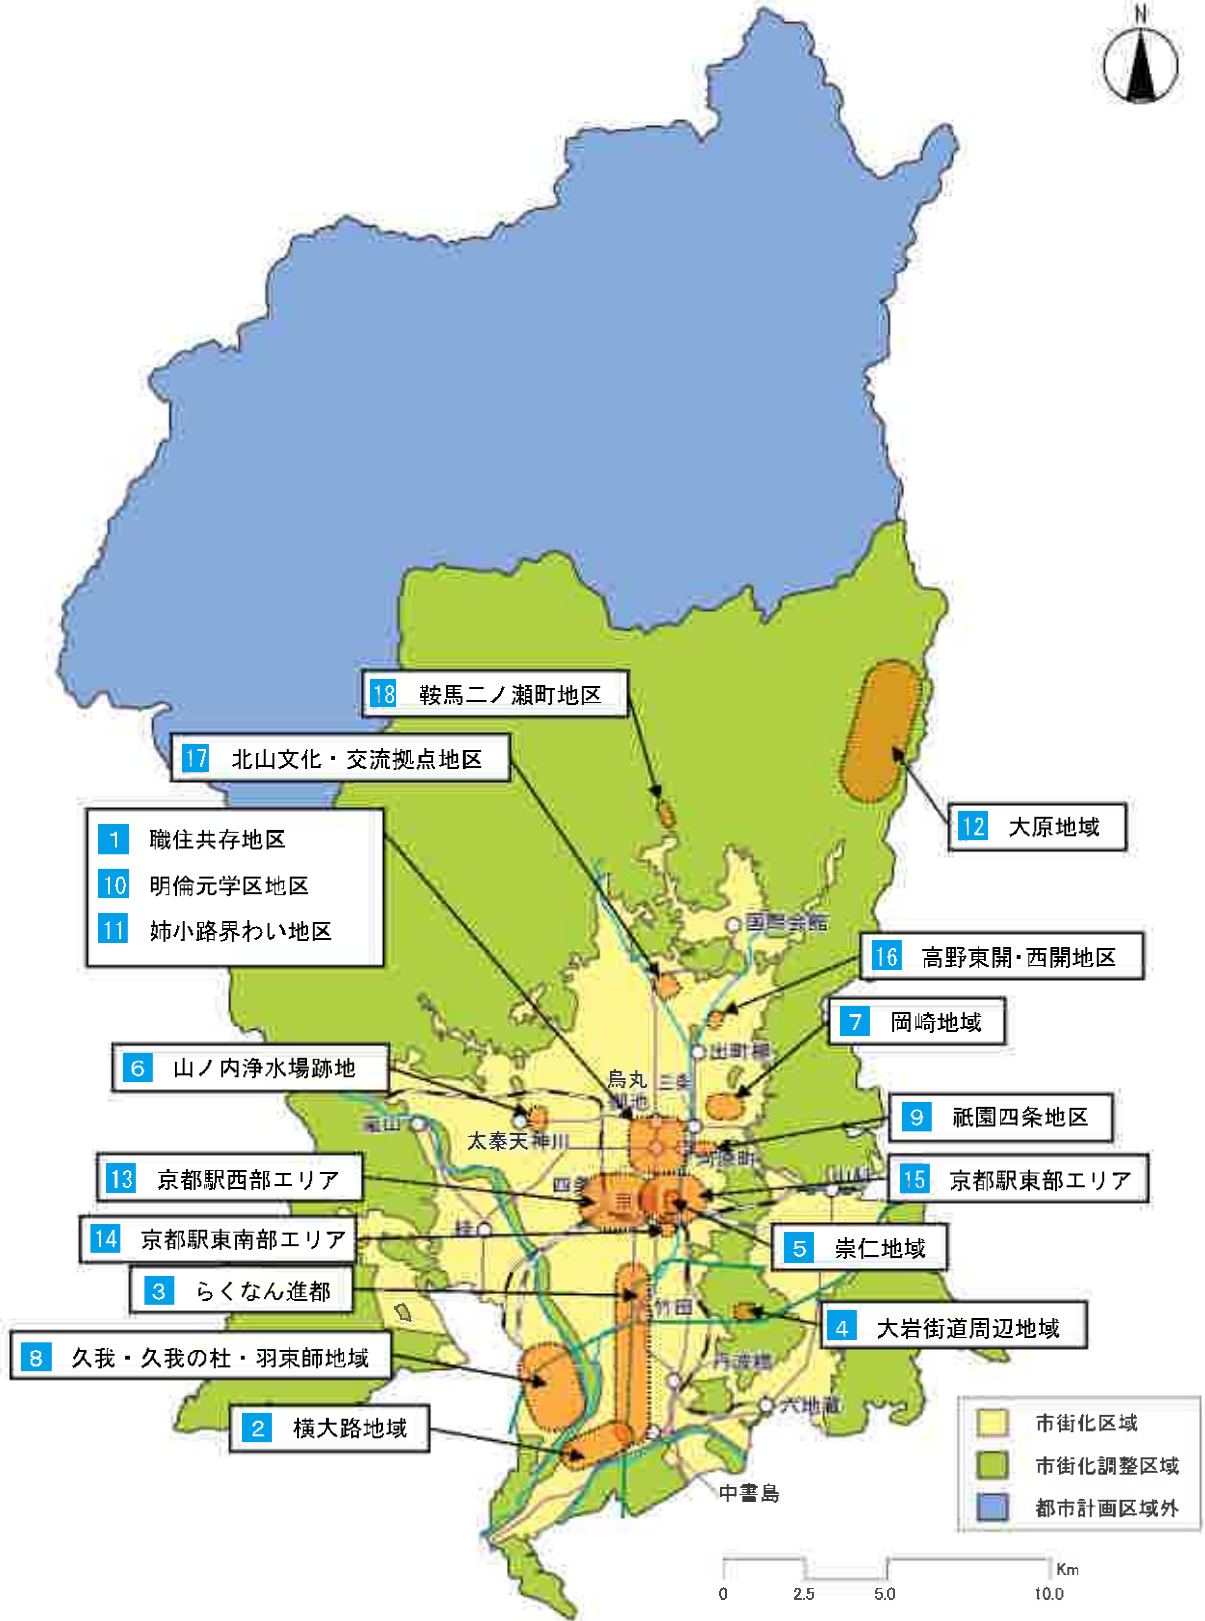 N
18 鞍馬二ノ瀬町地区
17 北山文化・交流拠点地区
1 職住共存地区
10 明倫元学区地区
11 姉小路界わい地区
12 大原地域
国際会館
16 高野東開・西開地区
7 岡崎地域
出町柳
6 山ノ内浄水場跡地
烏丸
御池
三条
嵐山
太秦天神川
9 祇園四条地区
河原町
13 京都駅西部エリア
四条
15 京都駅東部エリア
山科
14 京都駅東南部エリア
桂
5 崇仁地域
3 らくなん進都
竹田
4 大岩街道周辺地域
8 久我・久我の杜・羽束師地域
丹波橋
六地蔵
2 横大路地域
中書島
市街化区域
市街化調整区域
都市計画区域外
Km
0 2.5 5.0 10.0